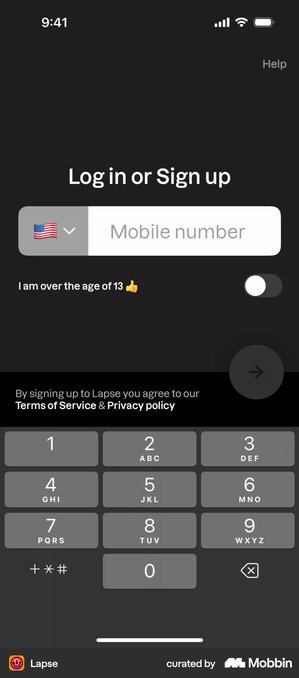 9:41
Help
Log in or Sign up
Mobile number
I am over the age of 13 👍
By signing up to Lapse you agree to our
Terms of Service & Privacy policy
1 2 ABC 3 DEF
4 GHI 5 JKL 6 MNO
7 PQRS 8 TUV 9 WXYZ
+*# 0
Lapse curated by Mobbin